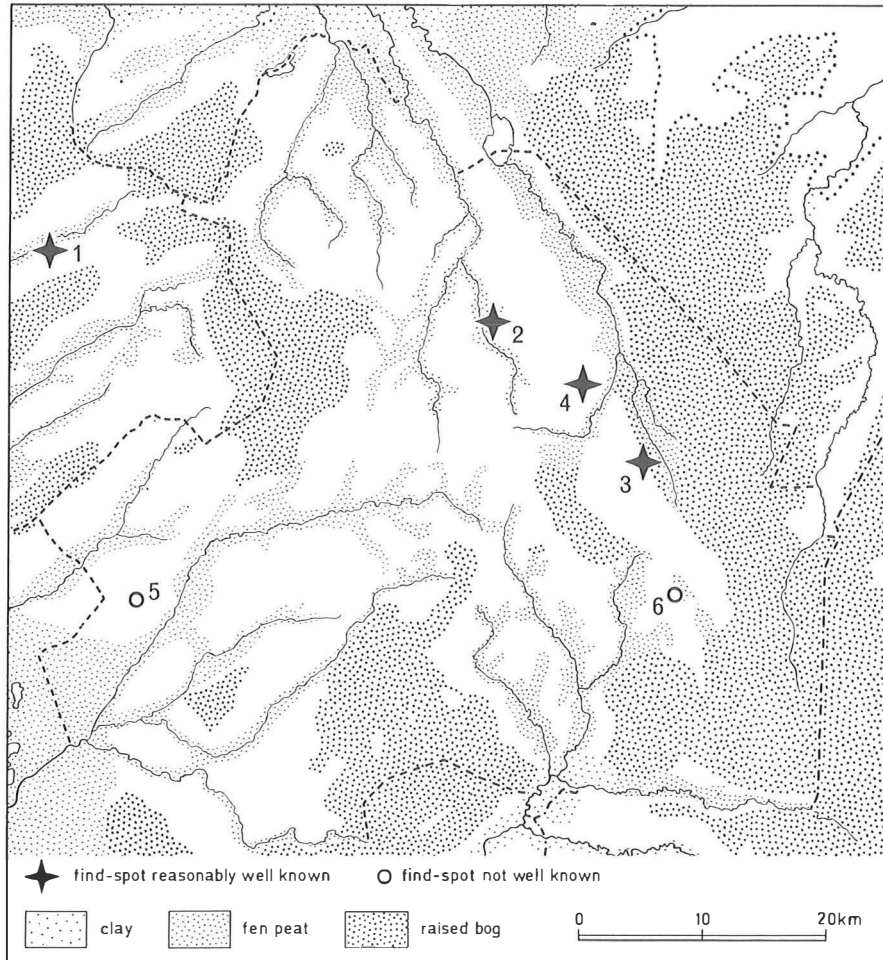 1
2
4
3
5
6
find-spot reasonably well known find-spot not well known
clay fen peat raised bog
0 10 20km